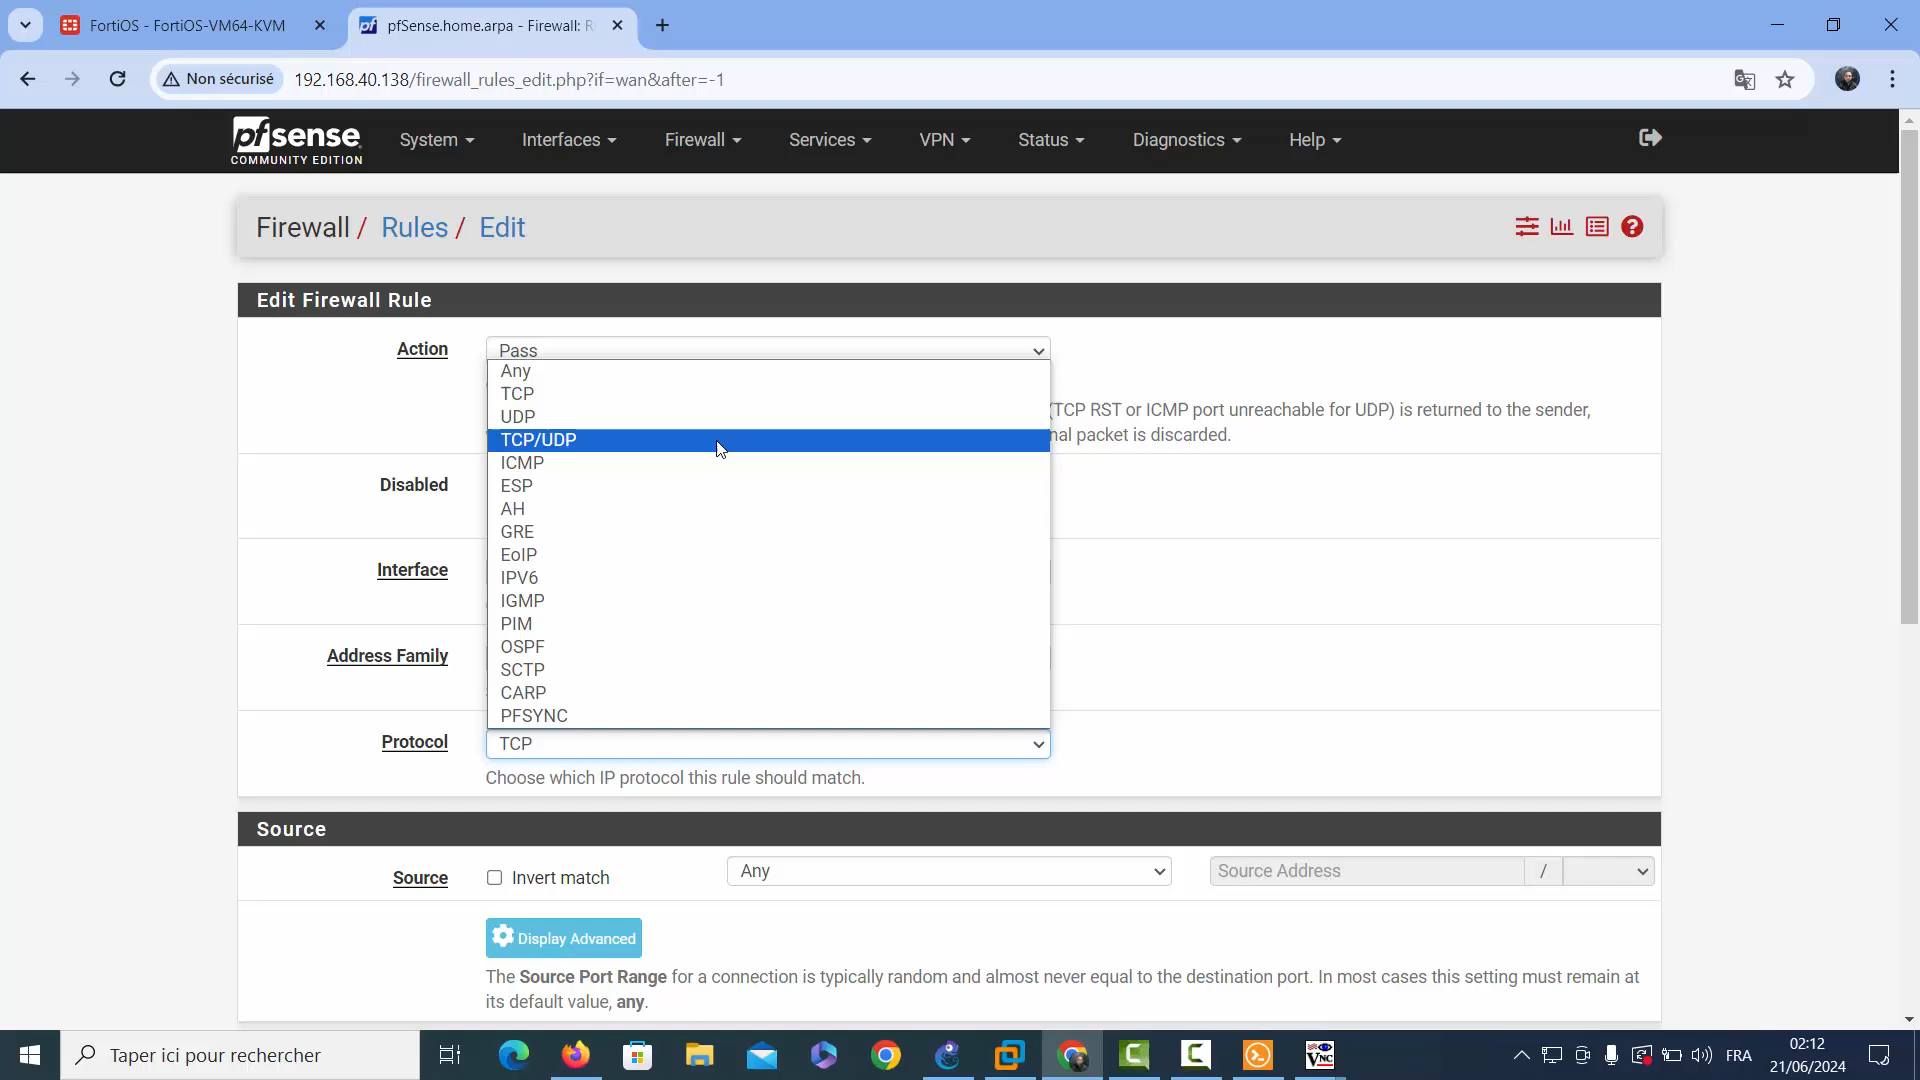 FortiOS - FortiOS-VM64-KVM
pfSense.home.arpa - Firewall: R
Non sécurisé
192.168.40.138/firewall_rules_edit.php?if=wan&after=-1
pfsense
COMMUNITY EDITION
System
Interfaces
Firewall
Services
VPN
Status
Diagnostics
Help
Firewall / Rules / Edit
Edit Firewall Rule
Action
Pass
Any
TCP
(TCP RST or ICMP port unreachable for UDP) is returned to the sender,
UDP
TCP/UDP
nal packet is discarded.
ICMP
Disabled
ESP
AH
GRE
EoIP
Interface
IPV6
IGMP
PIM
OSPF
Address Family
SCTP
CARP
PFSYNC
Protocol
TCP
Choose which IP protocol this rule should match.
Source
Source
Invert match
Any
Source Address
/
Display Advanced
The Source Port Range for a connection is typically random and almost never equal to the destination port. In most cases this setting must remain at
its default value, any.
Taper ici pour rechercher
VNC
FRA
02:12
21/06/2024